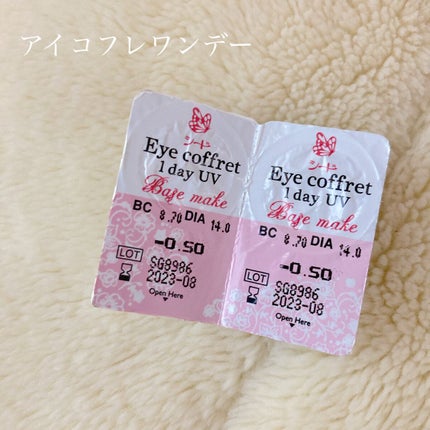 アイコフレワンデー
シード
Eye coffret
1 day UV
Base make
BC 8.70 DIA 14.0
-0.50
LOT SG8986
2023-08
Open Here
シード
Eye coffret
1 day UV
Base make
BC 8.70 DIA 14.0
-0.50
LOT SG8986
2023-08
Open Here